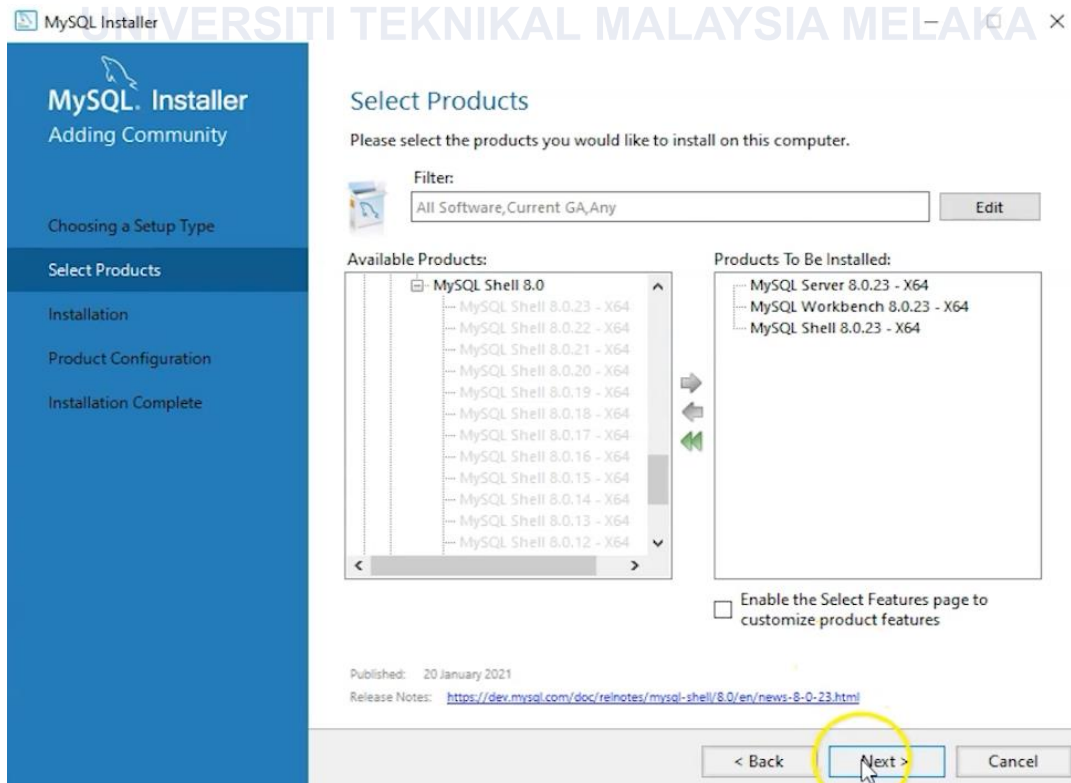 UNIVERSITI TEKNIKAL MALAYSIA MELAKA
MySQL Installer
MySQL. Installer
Adding Community
Choosing a Setup Type
Select Products
Installation
Product Configuration
Installation Complete
Select Products
Please select the products you would like to install on this computer.
Filter:
All Software,Current GA,Any
Edit
Available Products:
MySQL Shell 8.0
MySQL Shell 8.0.23 - X64
MySQL Shell 8.0.22 - X64
MySQL Shell 8.0.21 - X64
MySQL Shell 8.0.20 - X64
MySQL Shell 8.0.19 - X64
MySQL Shell 8.0.18 - X64
MySQL Shell 8.0.17 - X64
MySQL Shell 8.0.16 - X64
MySQL Shell 8.0.15 - X64
MySQL Shell 8.0.14 - X64
MySQL Shell 8.0.13 - X64
MySQL Shell 8.0.12 - X64
Products To Be Installed:
MySQL Server 8.0.23 - X64
MySQL Workbench 8.0.23 - X64
MySQL Shell 8.0.23 - X64
Enable the Select Features page to
customize product features
Published: 20 January 2021
Release Notes: https://dev.mysql.com/doc/relnotes/mysql-shell/8.0/en/news-8-0-23.html
< Back
Next >
Cancel